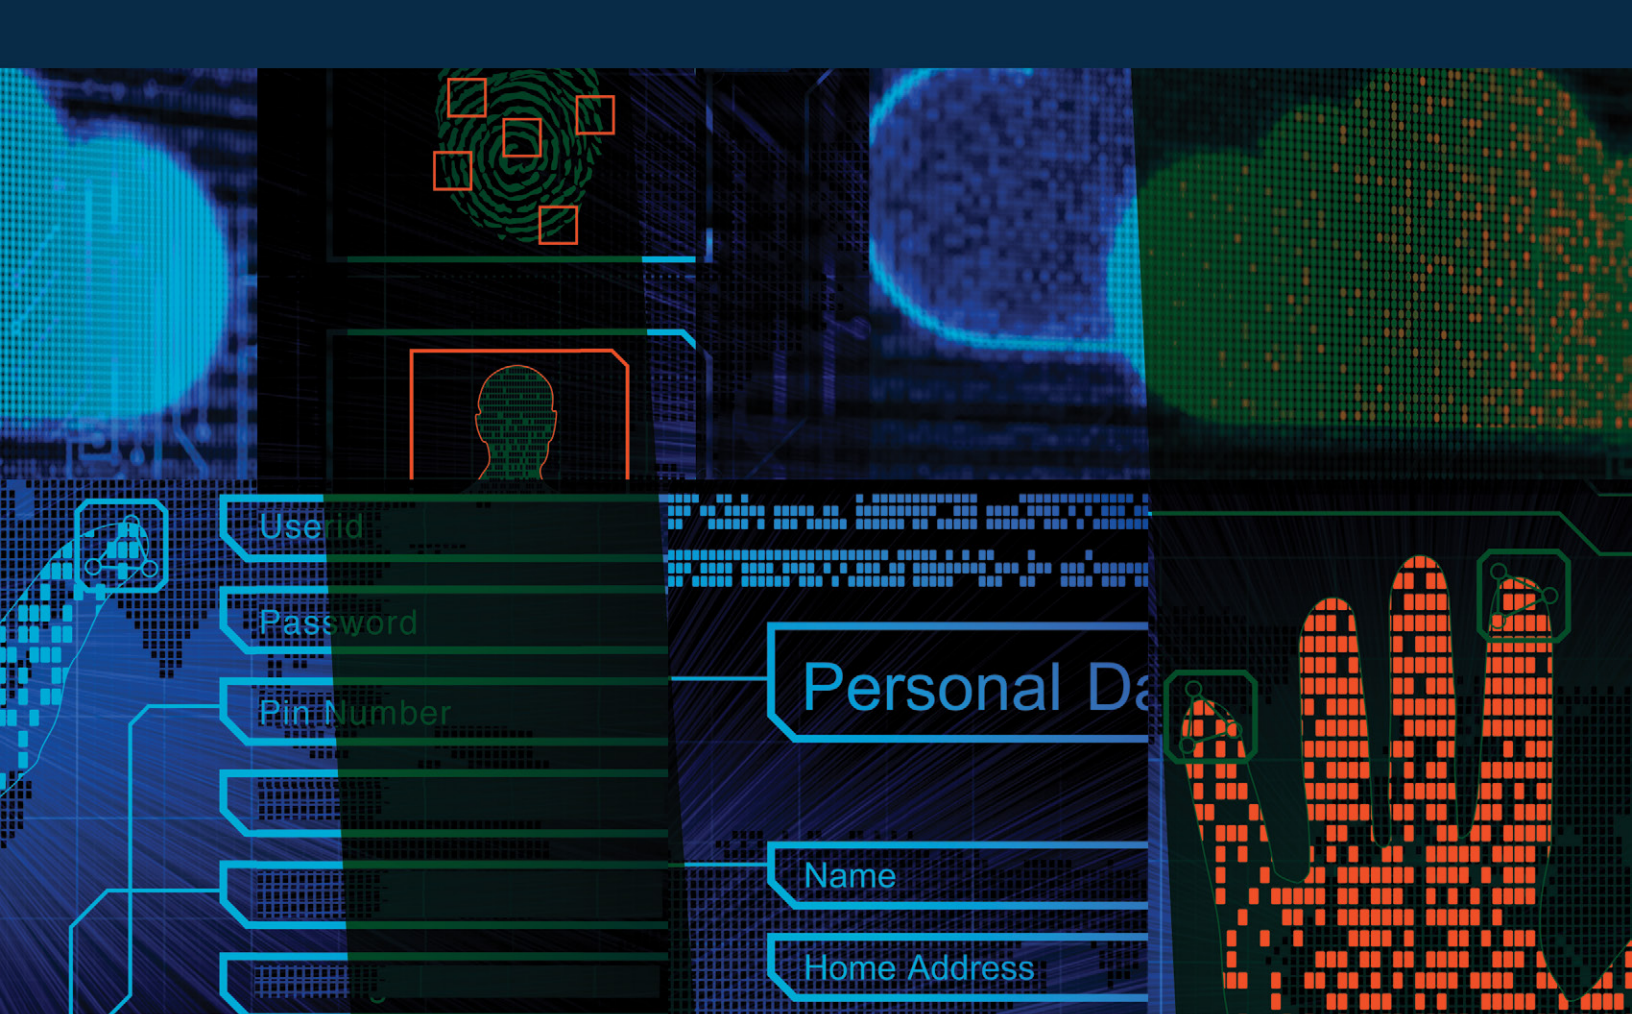 Userid
Password
Pin Number
Personal Da
Name
Home Address